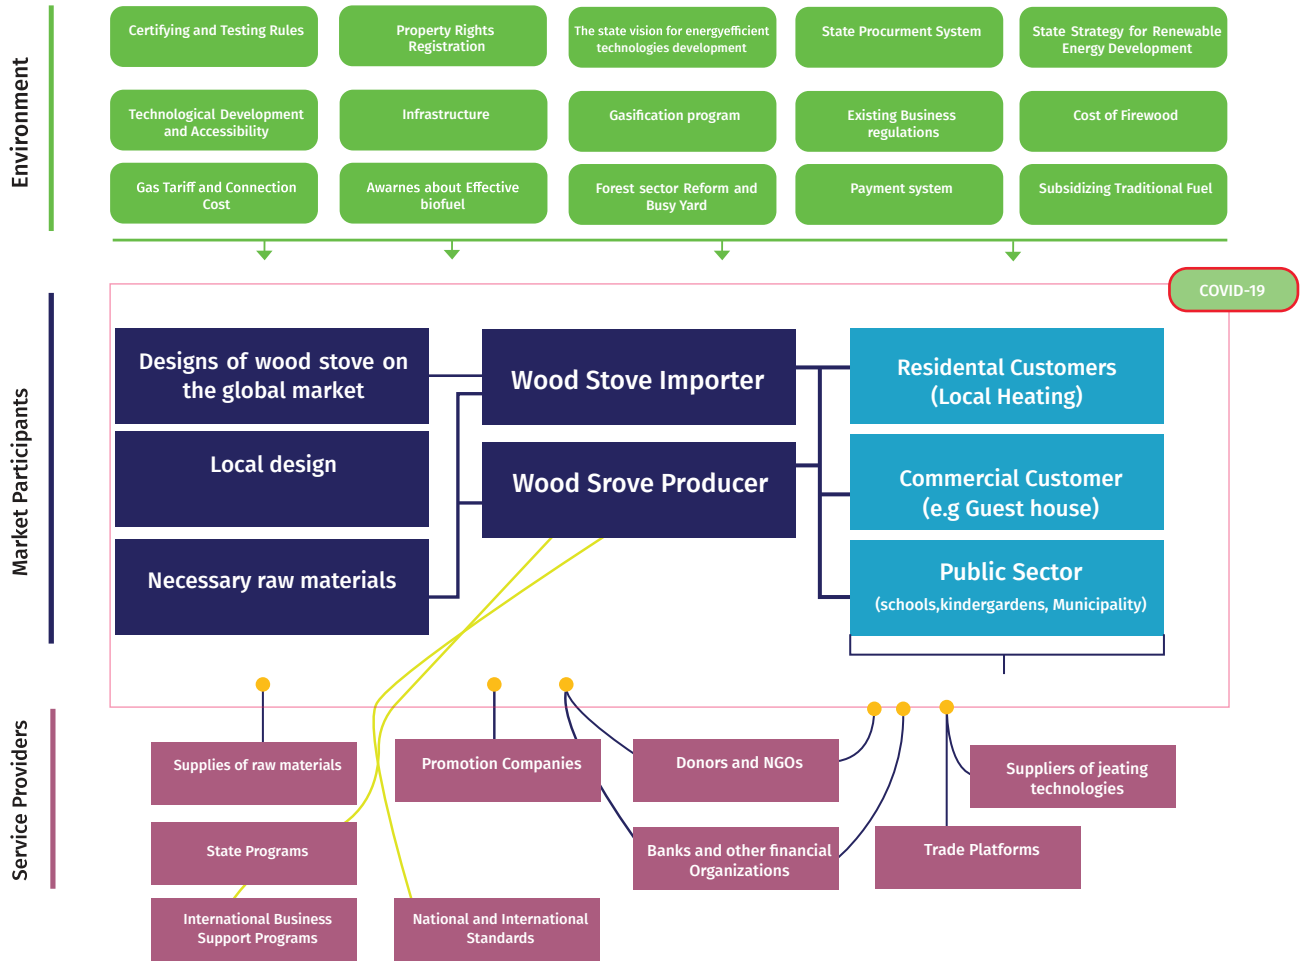 Environment
Certifying and Testing Rules
Property Rights
Registration
The state vision for energyefficient
technologies development
State Procurment System
State Strategy for Renewable
Energy Development
Technological Development
and Accessibility
Infrastructure
Gasification program
Existing Business
regulations
Cost of Firewood
Gas Tariff and Connection
Cost
Awarnes about Effective
biofuel
Forest sector Reform and
Busy Yard
Payment system
Subsidizing Traditional Fuel
COVID-19
Market Participants
Designs of wood stove on
the global market
Local design
Necessary raw materials
Wood Stove Importer
Wood Srove Producer
Residental Customers
(Local Heating)
Commercial Customer
(e.g Guest house)
Public Sector
(schools,kindergardens, Municipality)
Service Providers
Supplies of raw materials
Promotion Companies
Donors and NGOs
Suppliers of jeating
technologies
State Programs
Banks and other financial
Organizations
Trade Platforms
International Business
Support Programs
National and International
Standards